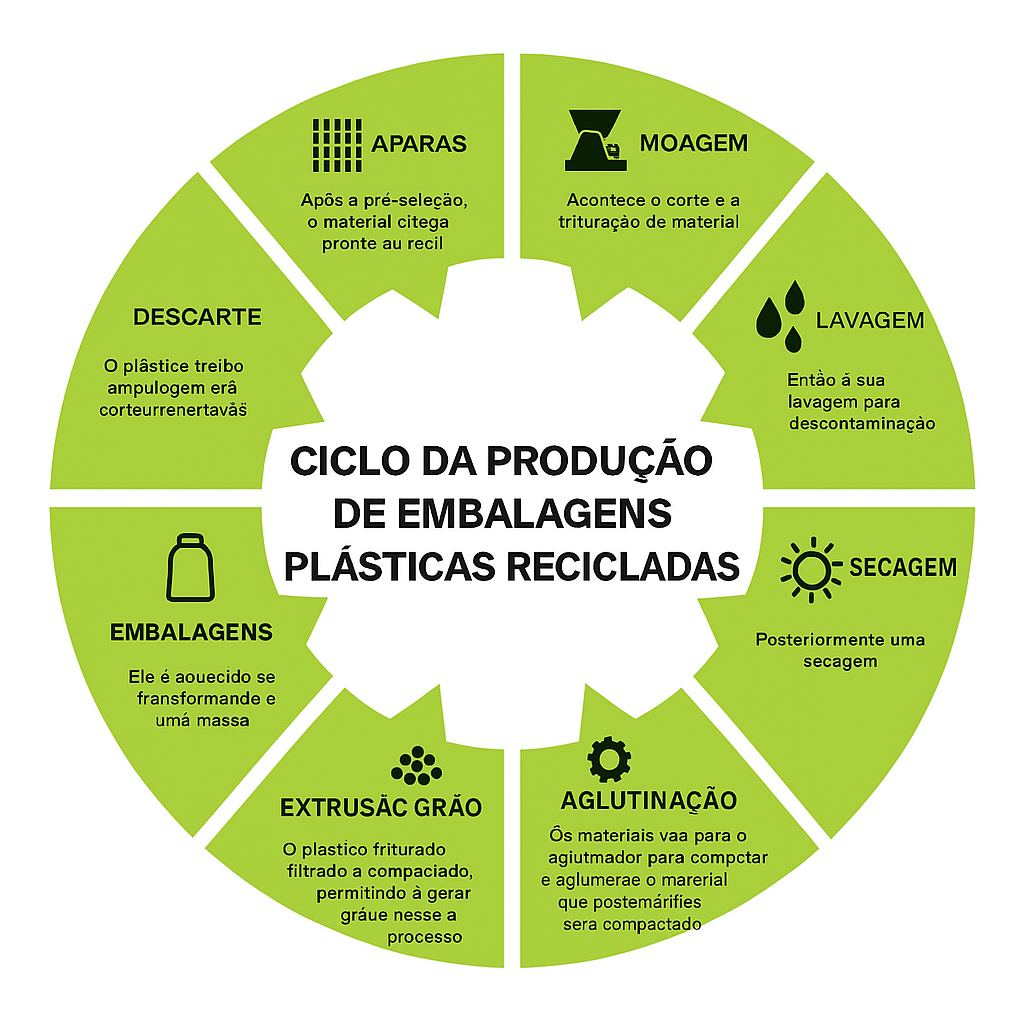 CICLO DA PRODUÇÃO
DE EMBALAGENS
PLÁSTICAS RECICLADAS
APARAS
Após a pré-seleção,
o material citega
pronte au recil
MOAGEM
Acontece o corte e a
trituração de material
LAVAGEM
Então á sua
lavagem para
descontaminação
SECAGEM
Posteriormente uma
secagem
AGLUTINAÇÃO
Ôs materiais vaa para o
agiutmador para compctar
e aglumerae o marerial
que postemárifies
sera compactado
EXTRUSÃC GRÃO
O plastico friturado
filtrado a compaciado,
permitindo à gerar
gráue nesse a
processo
EMBALAGENS
Ele é aouecido se
fransformande e
umá massa
DESCARTE
O plâstice treibo
ampulogem erâ
corteurrenertavăš